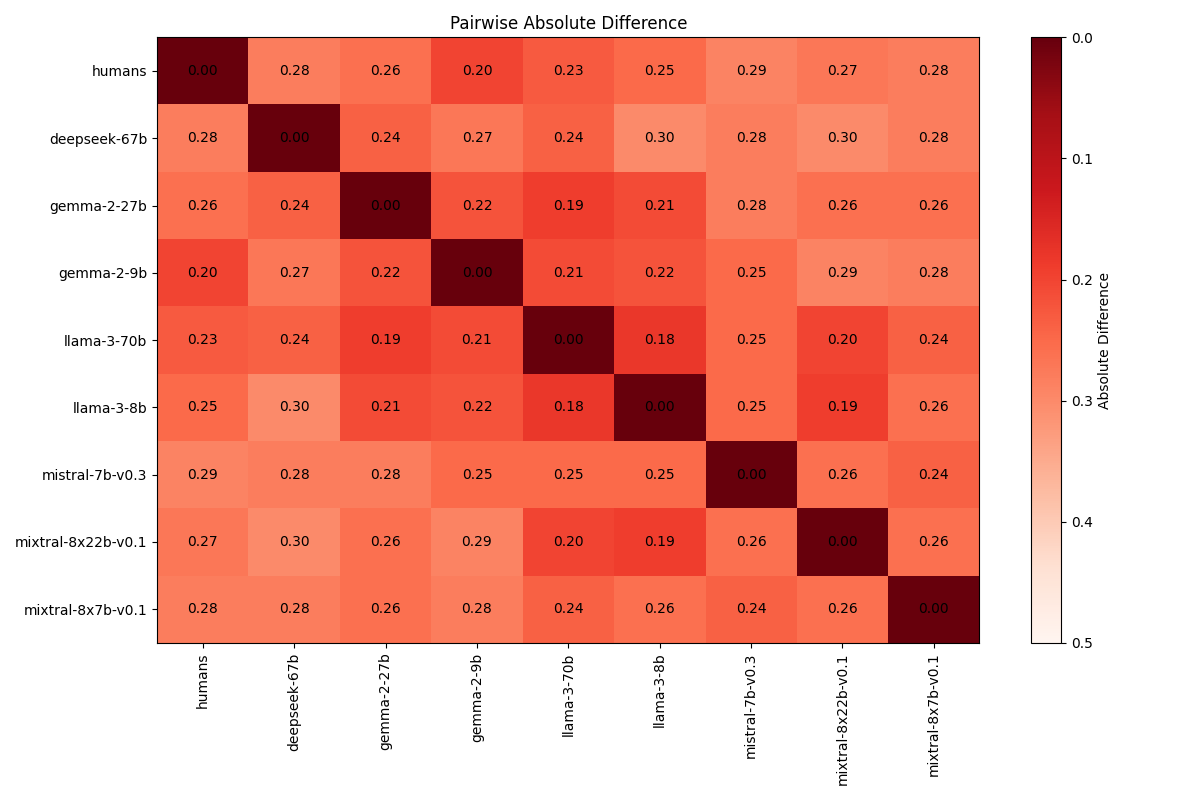 Pairwise Absolute Difference
humans 0.00 0.28 0.26 0.20 0.23 0.25 0.29 0.27 0.28
deepseek-67b 0.28 0.00 0.24 0.27 0.24 0.30 0.28 0.30 0.28
gemma-2-27b 0.26 0.24 0.00 0.22 0.19 0.21 0.28 0.26 0.26
gemma-2-9b 0.20 0.27 0.22 0.00 0.21 0.22 0.25 0.29 0.28
llama-3-70b 0.23 0.24 0.19 0.21 0.00 0.18 0.25 0.20 0.24
llama-3-8b 0.25 0.30 0.21 0.22 0.18 0.00 0.25 0.19 0.26
mistral-7b-v0.3 0.29 0.28 0.28 0.25 0.25 0.25 0.00 0.26 0.24
mixtral-8x22b-v0.1 0.27 0.30 0.26 0.29 0.20 0.19 0.26 0.00 0.26
mixtral-8x7b-v0.1 0.28 0.28 0.26 0.28 0.24 0.26 0.24 0.26 0.00
humans
deepseek-67b
gemma-2-27b
gemma-2-9b
llama-3-70b
llama-3-8b
mistral-7b-v0.3
mixtral-8x22b-v0.1
mixtral-8x7b-v0.1
0.0
0.1
0.2
0.3
0.4
0.5
Absolute Difference